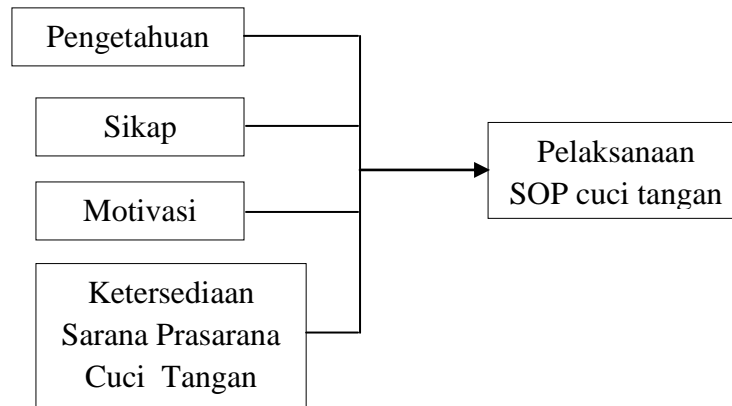 Pengetahuan
Sikap
Motivasi
Ketersediaan
Sarana Prasarana
Cuci Tangan
Pelaksanaan
SOP cuci tangan